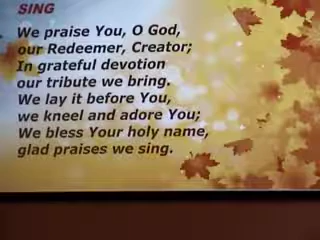 SING
We praise You, O God,
our Redeemer, Creator;
In grateful devotion
our tribute we bring.
We lay it before You,
we kneel and adore You;
We bless Your holy name,
glad praises we sing.